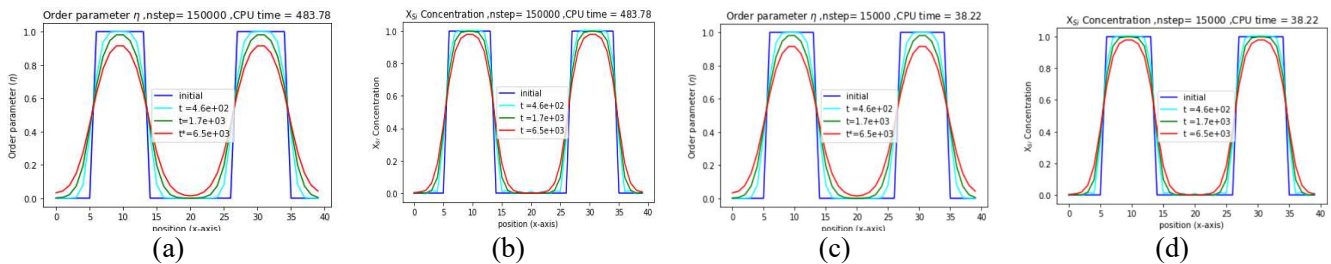 Order parameter η ,nstep= 150000 ,CPU time = 483.78
Order parameter (η)
1.0
0.8
0.6
0.4
0.2
0.0
initial
t =4.6e+02
t=1.7e+03
t*=6.5e+03
0 5 10 15 20 25 30 35 40
position (x-axis)
(a)
XSi Concentration ,nstep= 150000 ,CPU time = 483.78
XSi Concentration
1.0
0.8
0.6
0.4
0.2
0.0
initial
t =4.6e+02
t =1.7e+03
t =6.5e+03
0 5 10 15 20 25 30 35 40
position (x-axis)
(b)
Order parameter η ,nstep= 15000 ,CPU time = 38.22
Order parameter (η)
1.0
0.8
0.6
0.4
0.2
0.0
initial
t =4.6e+02
t=1.7e+03
t*=6.5e+03
0 5 10 15 20 25 30 35 40
position (x-axis)
(c)
XSi Concentration ,nstep= 15000 ,CPU time = 38.22
XSi Concentration
1.0
0.8
0.6
0.4
0.2
0.0
initial
t =4.6e+02
t =1.7e+03
t =6.5e+03
0 5 10 15 20 25 30 35 40
position (x-axis)
(d)